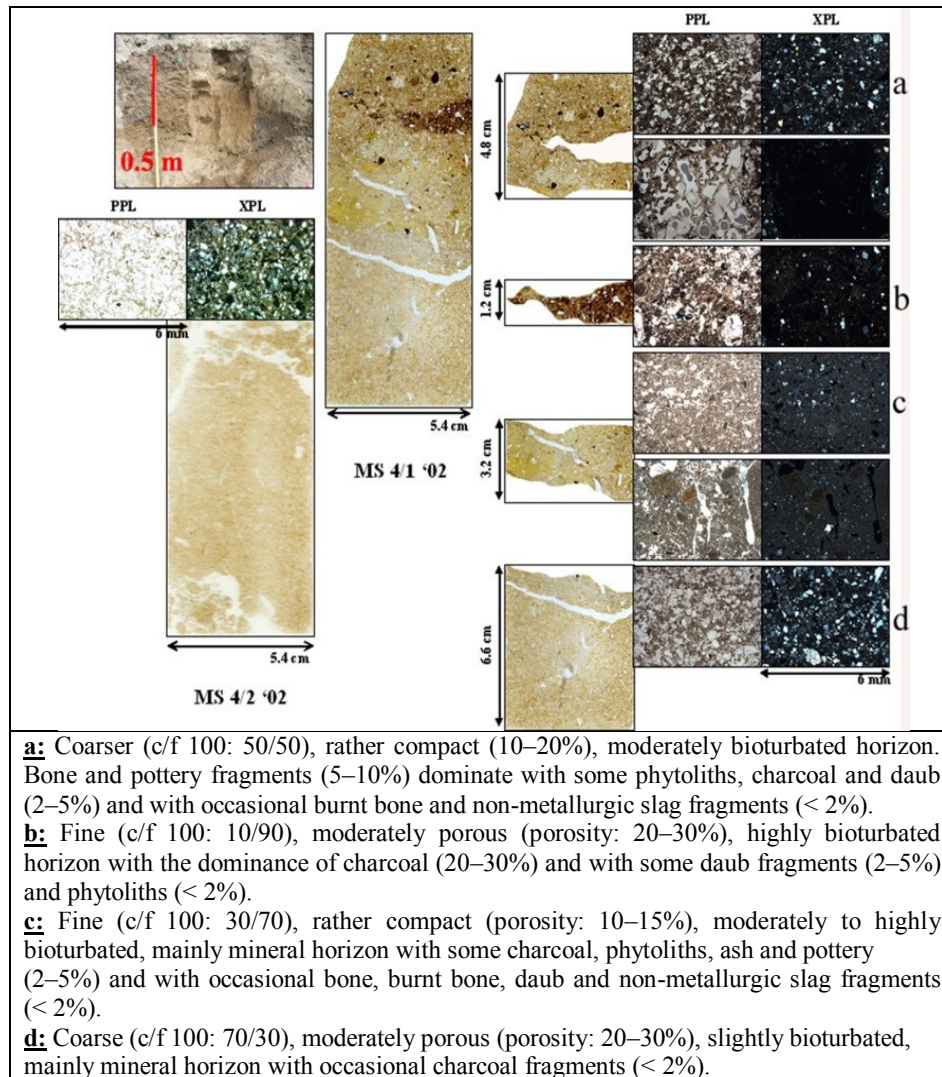 PPL XPL
a
0.5 m
4.8 cm
PPL XPL
b
1.2 cm
6 mm
c
5.4 cm
MS 4/1 ‘02
3.2 cm
d
6.6 cm
5.4 cm
6 mm
MS 4/2 ‘02
a: Coarser (c/f 100: 50/50), rather compact (10–20%), moderately bioturbated horizon.
Bone and pottery fragments (5–10%) dominate with some phytoliths, charcoal and daub
(2–5%) and with occasional burnt bone and non-metallurgic slag fragments (< 2%).
b: Fine (c/f 100: 10/90), moderately porous (porosity: 20–30%), highly bioturbated
horizon with the dominance of charcoal (20–30%) and with some daub fragments (2–5%)
and phytoliths (< 2%).
c: Fine (c/f 100: 30/70), rather compact (porosity: 10–15%), moderately to highly
bioturbated, mainly mineral horizon with some charcoal, phytoliths, ash and pottery
(2–5%) and with occasional bone, burnt bone, daub and non-metallurgic slag fragments
(< 2%).
d: Coarse (c/f 100: 70/30), moderately porous (porosity: 20–30%), slightly bioturbated,
mainly mineral horizon with occasional charcoal fragments (< 2%).